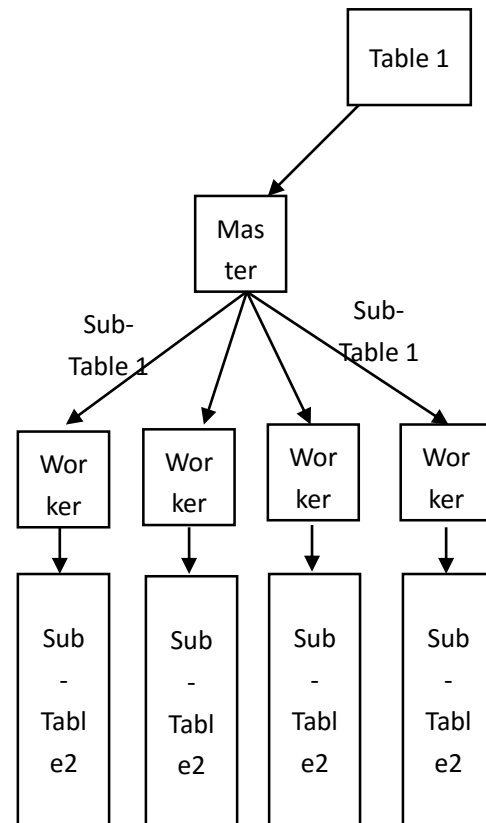 Table 1
Mas
ter
Sub-
Table 1
Sub-
Table 1
Wor
ker
Wor
ker
Wor
ker
Wor
ker
Sub
-
Tabl
e2
Sub
-
Tabl
e2
Sub
-
Tabl
e2
Sub
-
Tabl
e2